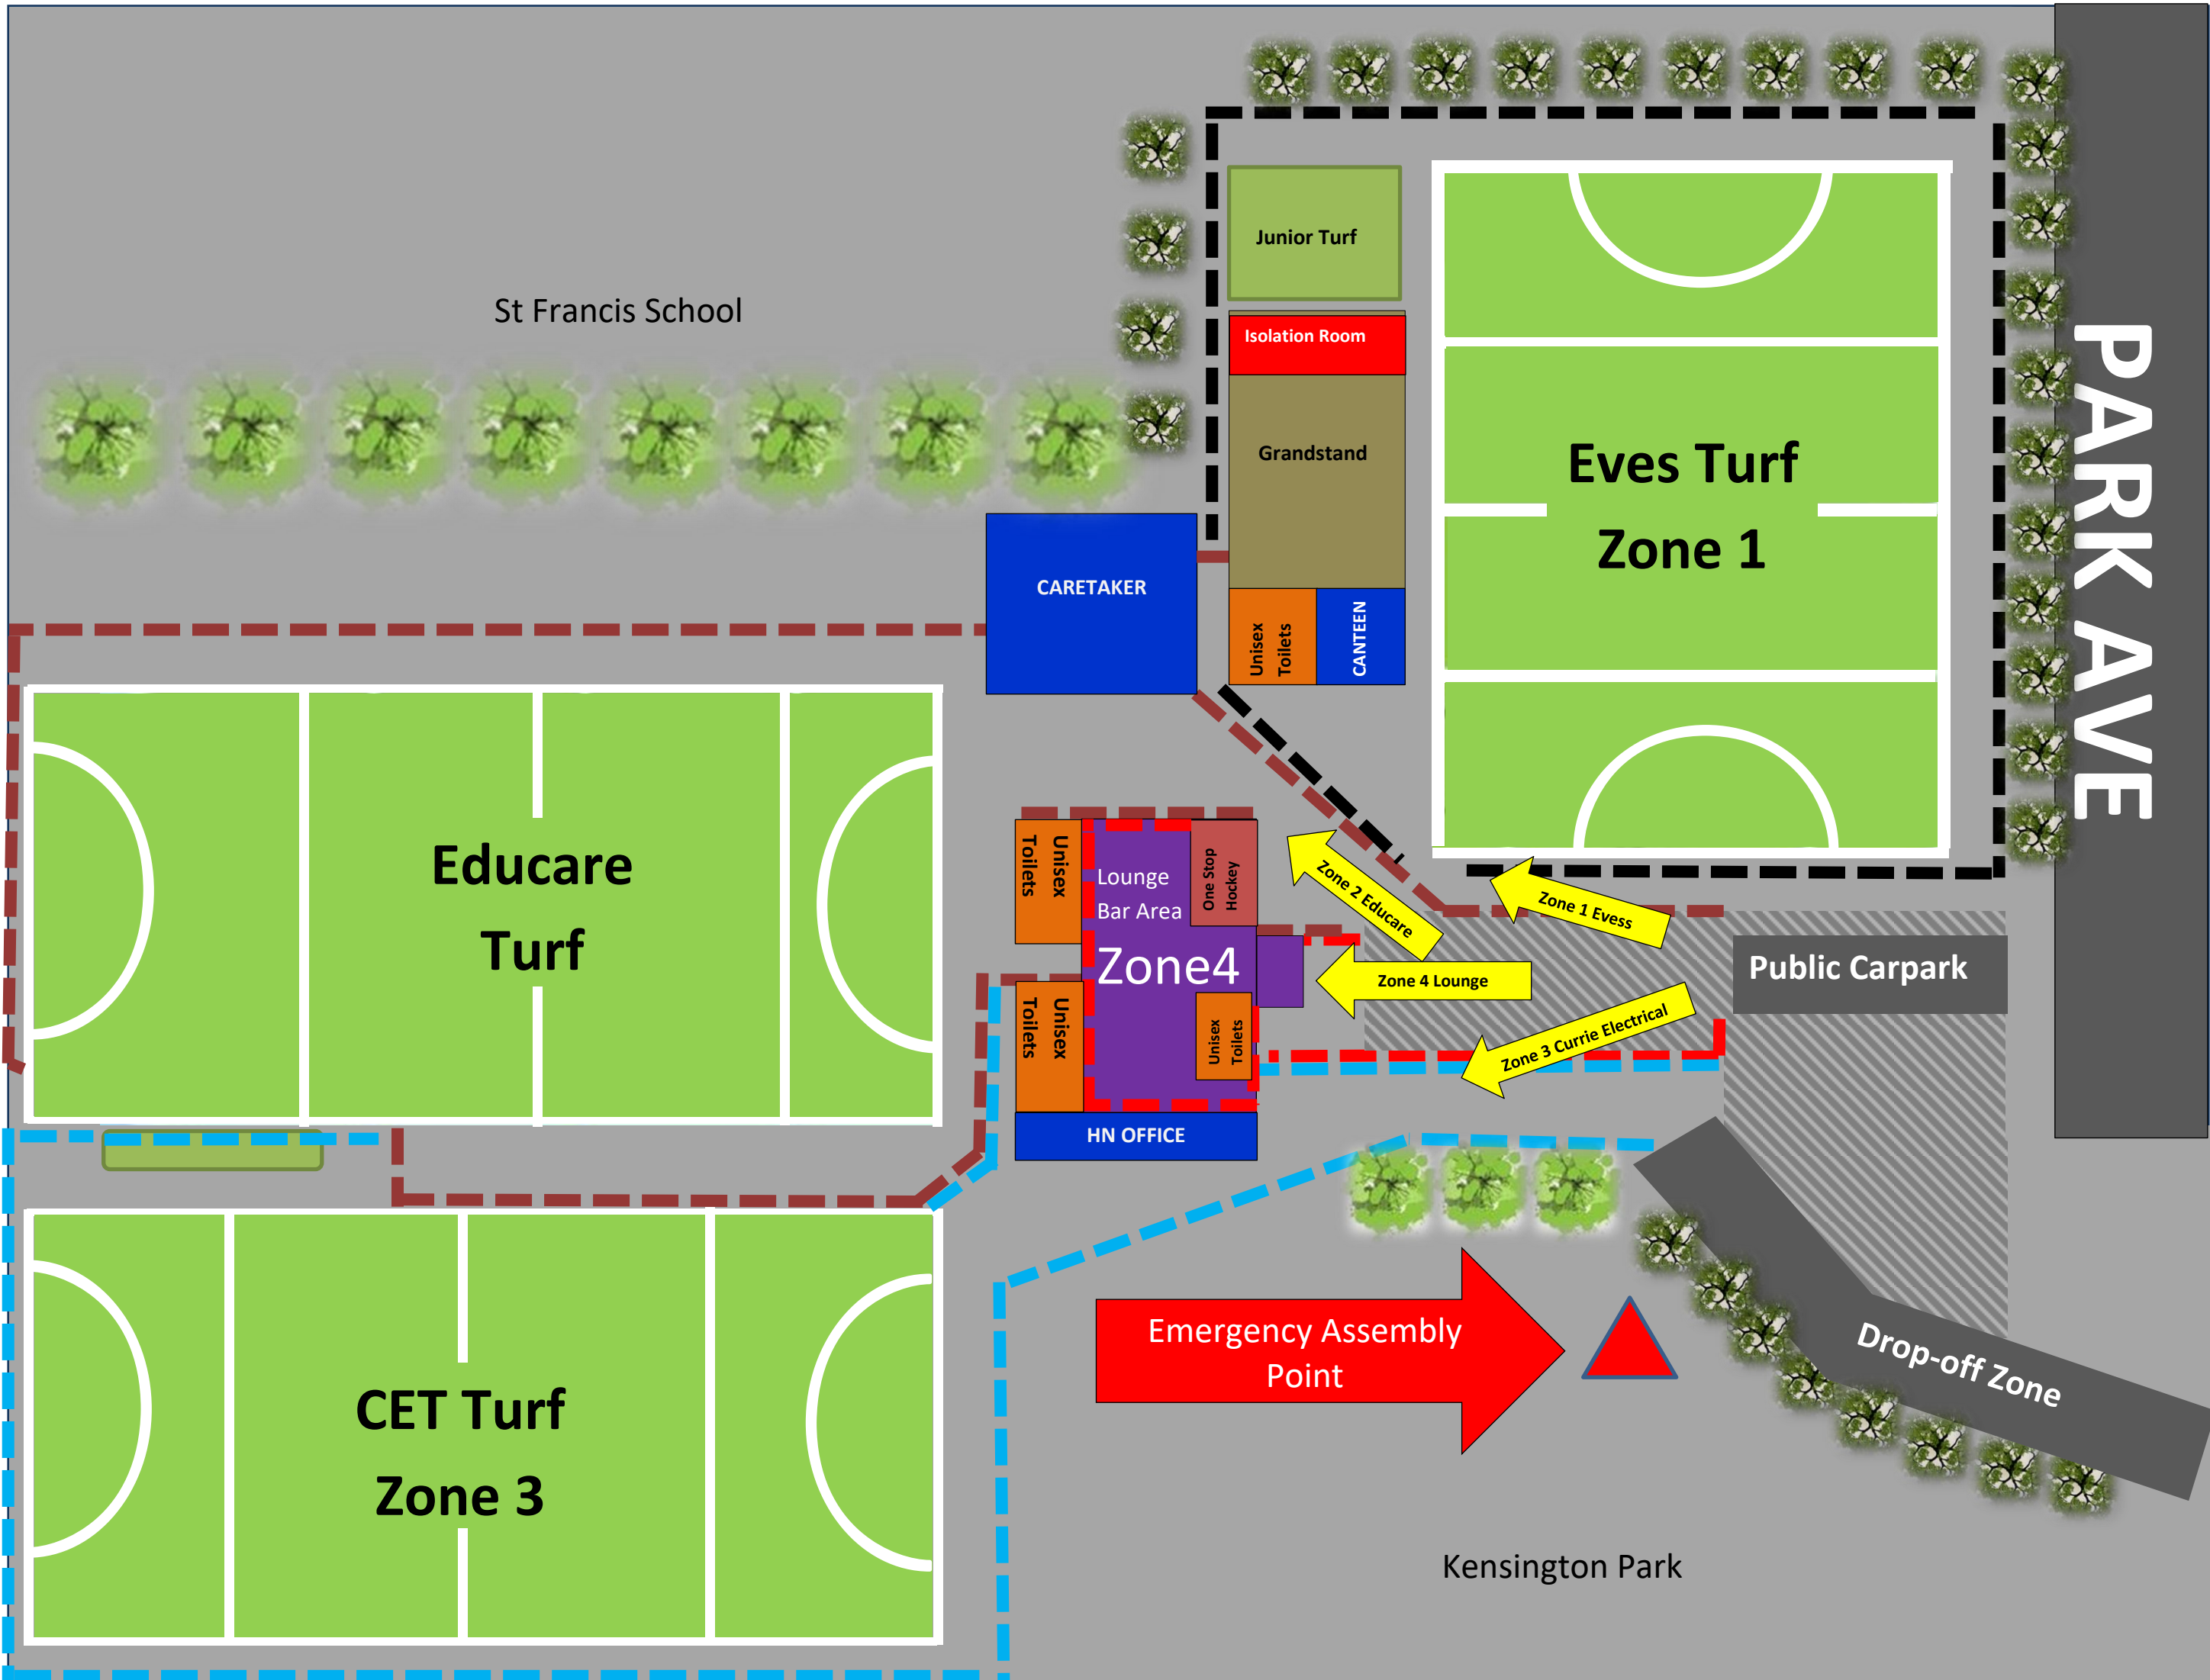 St Francis School
Junior Turf
Isolation Room
Grandstand
Unisex
Toilets
CANTEEN
CARETAKER
Eves Turf
Zone 1
PARK AVE
Educare
Turf
Unisex
Toilets
Lounge
Bar Area
One Stop
Hockey
Zone4
Unisex
Toilets
Unisex
Toilets
HN OFFICE
Zone 2 Educare
Zone 1 Evess
Zone 4 Lounge
Zone 3 Currie Electrical
Public Carpark
Drop-off Zone
Emergency Assembly
Point
CET Turf
Zone 3
Kensington Park